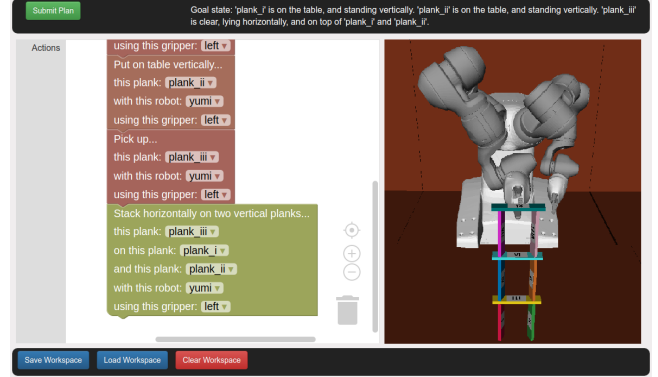 Submit Plan
Goal state: 'plank_i' is on the table, and standing vertically. 'plank_ii' is on the table, and standing vertically. 'plank_iii'
is clear, lying horizontally, and on top of 'plank_i' and 'plank_ii'.
Actions
using this gripper: left ▾
Put on table vertically...
this plank: plank_ii ▾
with this robot: yumi ▾
using this gripper: left ▾
Pick up...
this plank: plank_iii ▾
with this robot: yumi ▾
using this gripper: left ▾
Stack horizontally on two vertical planks...
this plank: plank_iii ▾
on this plank: plank_i ▾
and this plank: plank_ii ▾
with this robot: yumi ▾
using this gripper: left ▾
VI
III
Save Workspace
Load Workspace
Clear Workspace